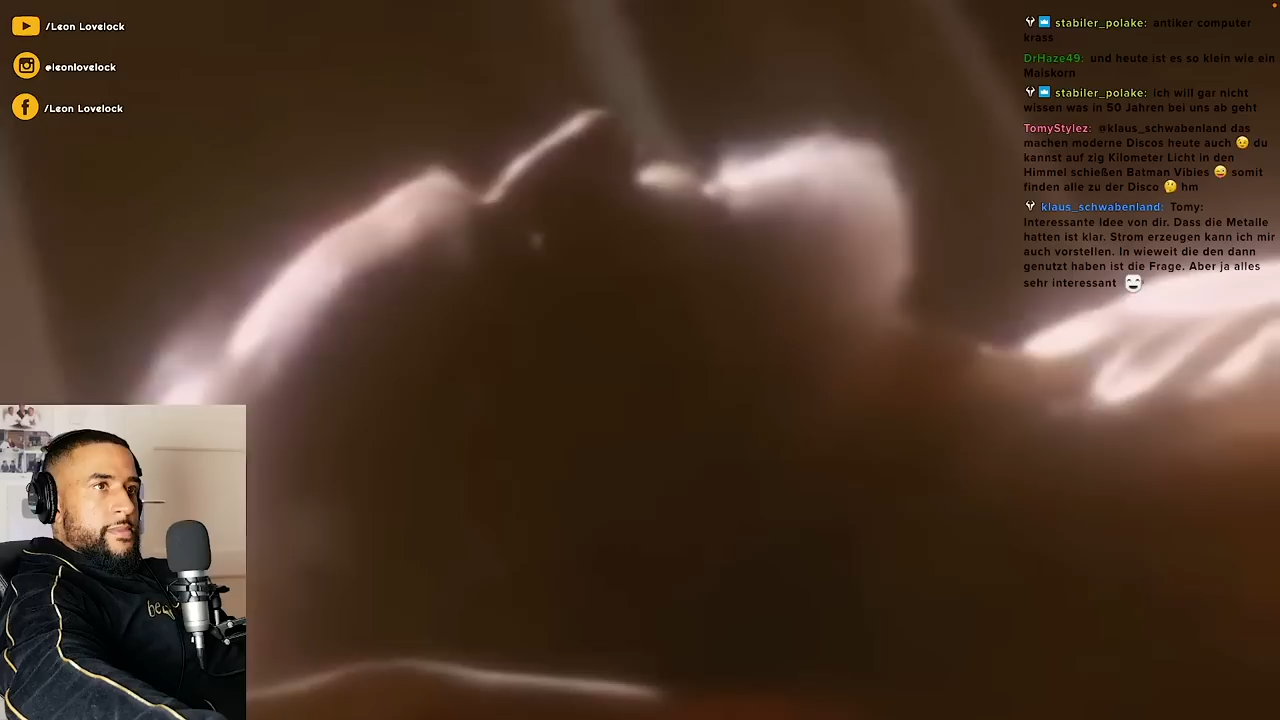 /Leon Lovelock
@leonlovelock
/Leon Lovelock
stabiler_polake: antiker computer
krass
DrHaze49: und heute ist es so klein wie ein
Maiskorn
stabiler_polake: ich will gar nicht
wissen was in 50 Jahren bei uns ab geht
TomyStylez: @klaus_schwabenland das
machen moderne Discos heute auch 😉 du
kannst auf zig Kilometer Licht in den
Himmel schießen Batman Vibies 😅 somit
finden alle zu der Disco 🤔 hm
klaus_schwabenland: Tomy:
Interessante Idee von dir. Dass die Metalle
hatten ist klar. Strom erzeugen kann ich mir
auch vorstellen. In wieweit die den dann
genutzt haben ist die Frage. Aber ja alles
sehr interessant